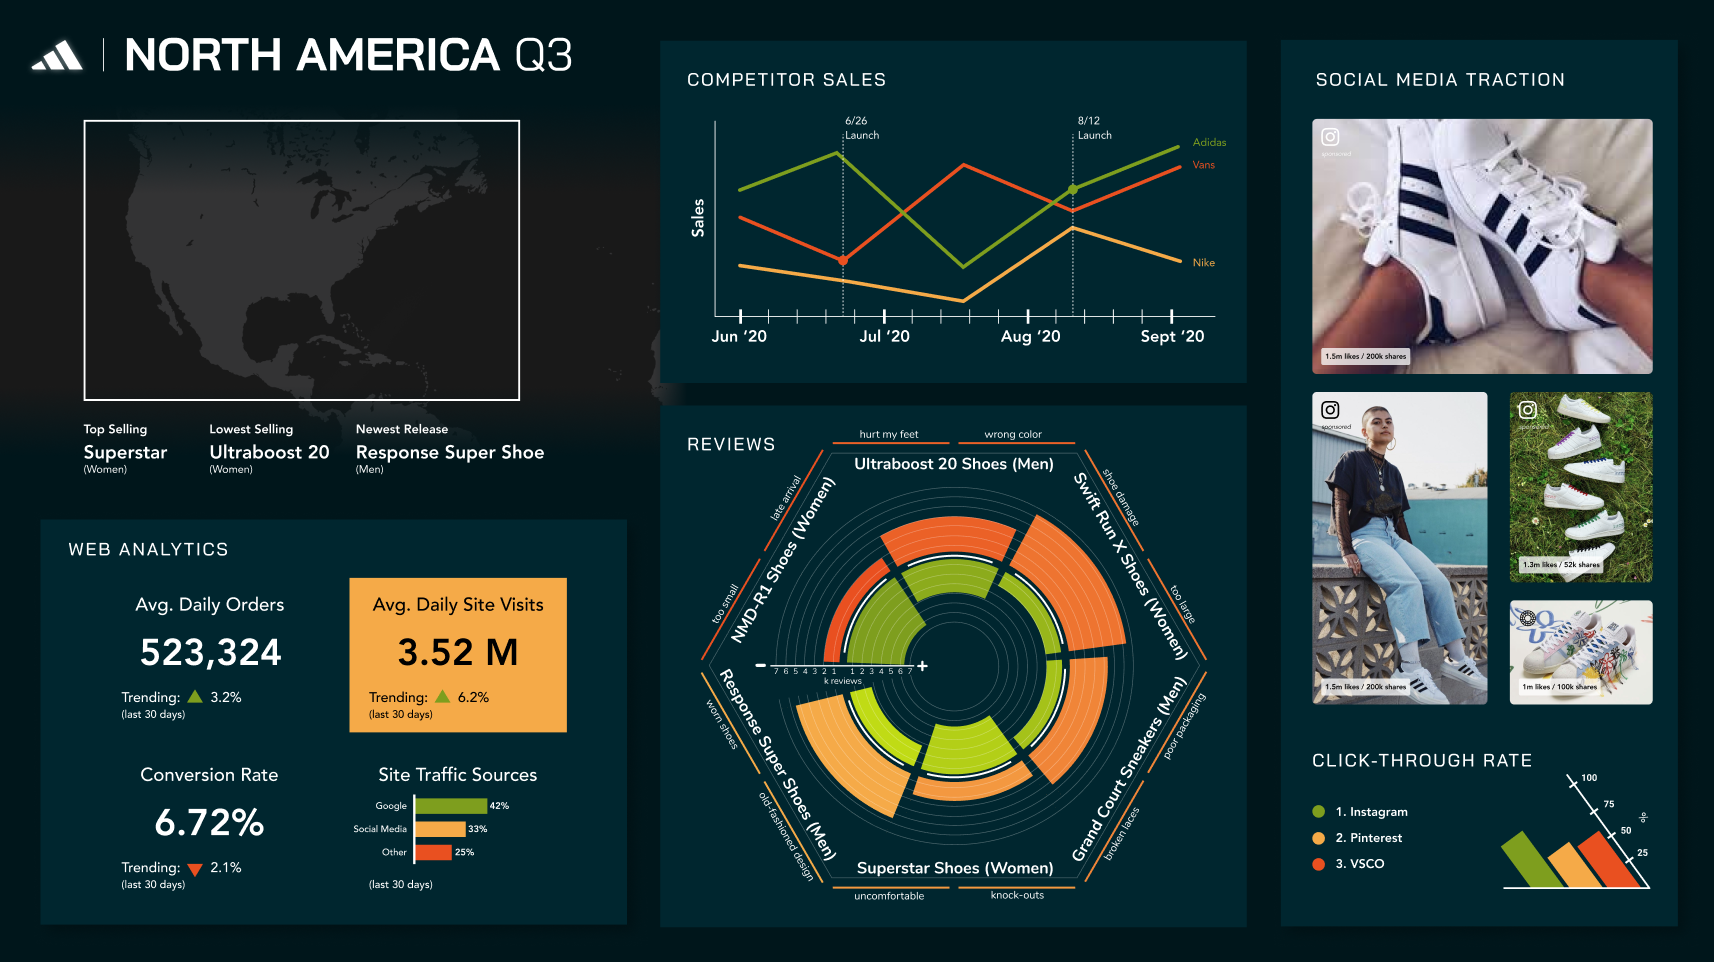 NORTH AMERICA Q3
Top Selling
Superstar
(Women)
Lowest Selling
Ultraboost 20
(Women)
Newest Release
Response Super Shoe
(Men)
WEB ANALYTICS
Avg. Daily Orders
523,324
Trending: 3.2%
(last 30 days)
Avg. Daily Site Visits
3.52 M
Trending: 6.2%
(last 30 days)
Conversion Rate
6.72%
Trending: 2.1%
(last 30 days)
Site Traffic Sources
Google 42%
Social Media 33%
Other 25%
(last 30 days)
COMPETITOR SALES
6/26
Launch
8/12
Launch
Adidas
Vans
Nike
Sales
Jun ‘20 Jul ‘20 Aug ‘20 Sept ‘20
REVIEWS
hurt my feet
wrong color
Ultraboost 20 Shoes (Men)
shoe damage
too large
Swift Run X Shoes (Women)
poor packaging
broken laces
Grand Court Sneakers (Men)
Superstar Shoes (Women)
uncomfortable
knock-outs
worn shoes
old-fashioned design
Response Super Shoes (Men)
too small
late arrival
NMD-R1 Shoes (Women)
- 7 6 5 4 3 2 1 1 2 3 4 5 6 7 +
k reviews
SOCIAL MEDIA TRACTION
sponsored
1.5m likes / 200k shares
sponsored
1.5m likes / 200k shares
sponsored
1.3m likes / 52k shares
1m likes / 100k shares
CLICK-THROUGH RATE
1. Instagram
2. Pinterest
3. VSCO
100
75
50
25
%